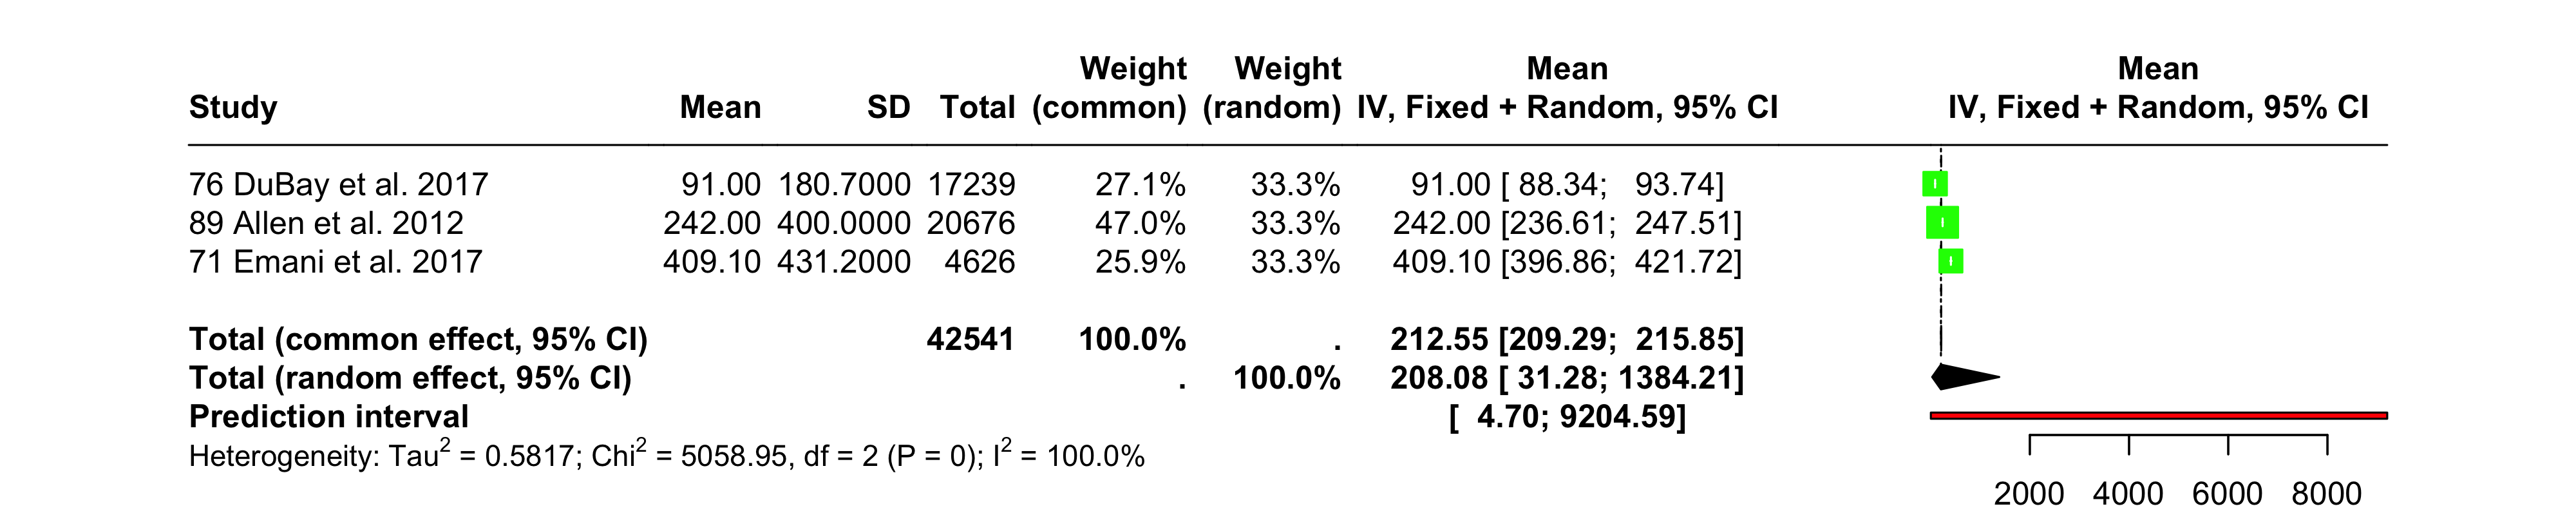 Weight Weight Mean Mean
Study Mean SD Total (common) (random) IV, Fixed + Random, 95% CI IV, Fixed + Random, 95% CI
76 DuBay et al. 2017 91.00 180.7000 17239 27.1% 33.3% 91.00 [ 88.34; 93.74]
89 Allen et al. 2012 242.00 400.0000 20676 47.0% 33.3% 242.00 [236.61; 247.51]
71 Emani et al. 2017 409.10 431.2000 4626 25.9% 33.3% 409.10 [396.86; 421.72]
Total (common effect, 95% CI) 42541 100.0% . 212.55 [209.29; 215.85]
Total (random effect, 95% CI) . 100.0% 208.08 [ 31.28; 1384.21]
Prediction interval [ 4.70; 9204.59]
Heterogeneity: Tau² = 0.5817; Chi² = 5058.95, df = 2 (P = 0); I² = 100.0%
2000 4000 6000 8000